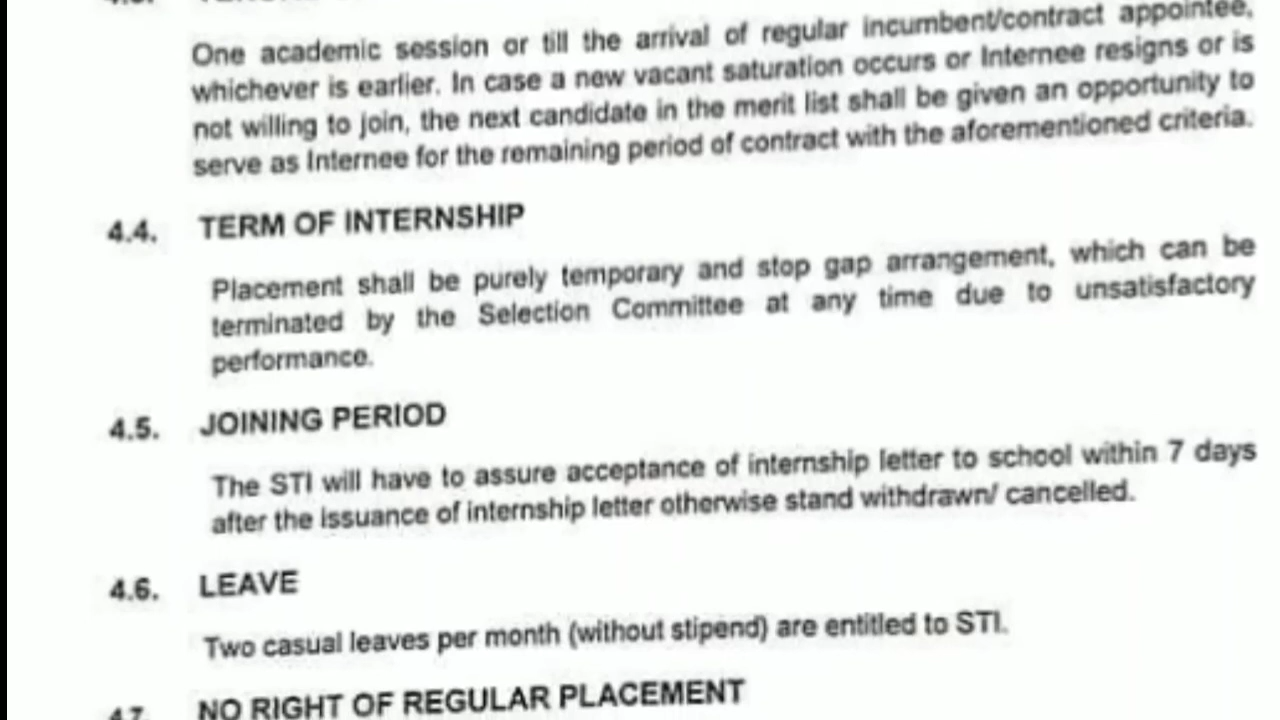 One academic session or till the arrival of regular incumbent/contract appointee,
whichever is earlier. In case a new vacant saturation occurs or Internee resigns or is
not willing to join, the next candidate in the merit list shall be given an opportunity to
serve as Internee for the remaining period of contract with the aforementioned criteria.
4.4. TERM OF INTERNSHIP
Placement shall be purely temporary and stop gap arrangement, which can be
terminated by the Selection Committee at any time due to unsatisfactory
performance.
4.5. JOINING PERIOD
The STI will have to assure acceptance of internship letter to school within 7 days
after the issuance of internship letter otherwise stand withdrawn/ cancelled.
4.6. LEAVE
Two casual leaves per month (without stipend) are entitled to STI.
4.7. NO RIGHT OF REGULAR PLACEMENT